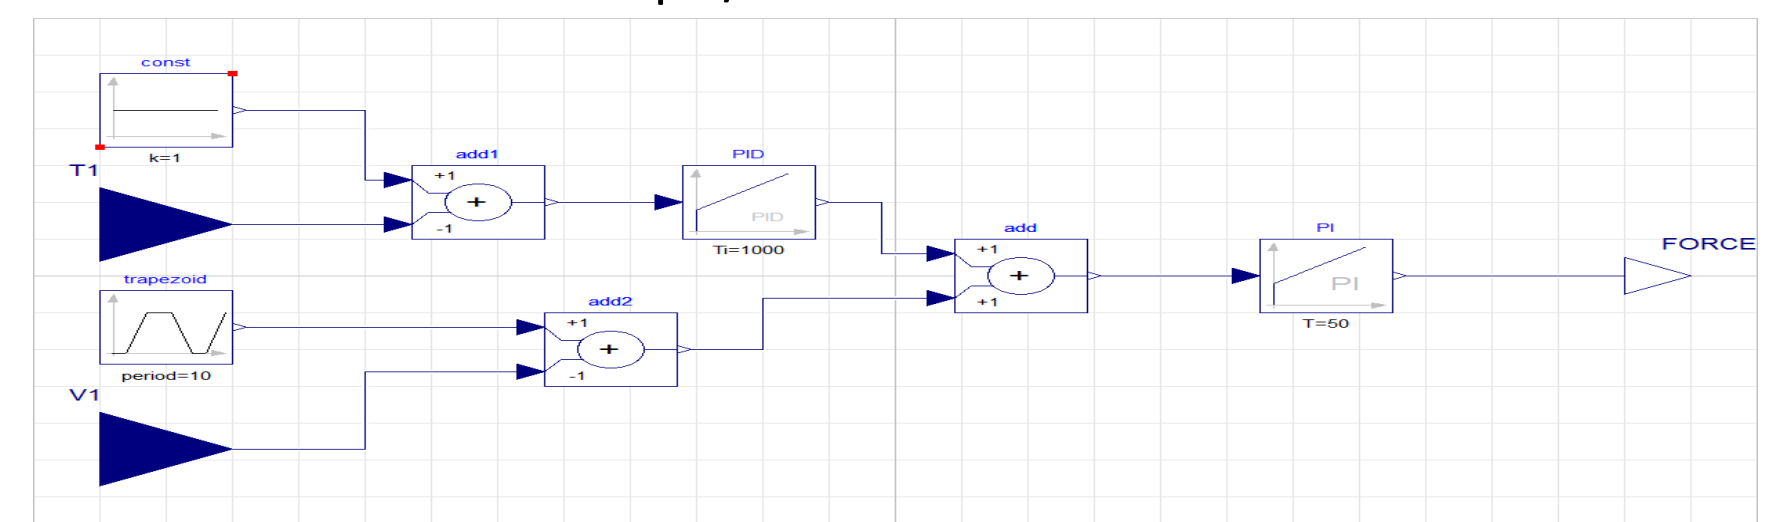 const
k=1
T1
add1
+1
+
-1
PID
PID
Ti=1000
trapezoid
period=10
add2
+1
+
-1
V1
add
+1
+
+1
PI
PI
T=50
FORCE